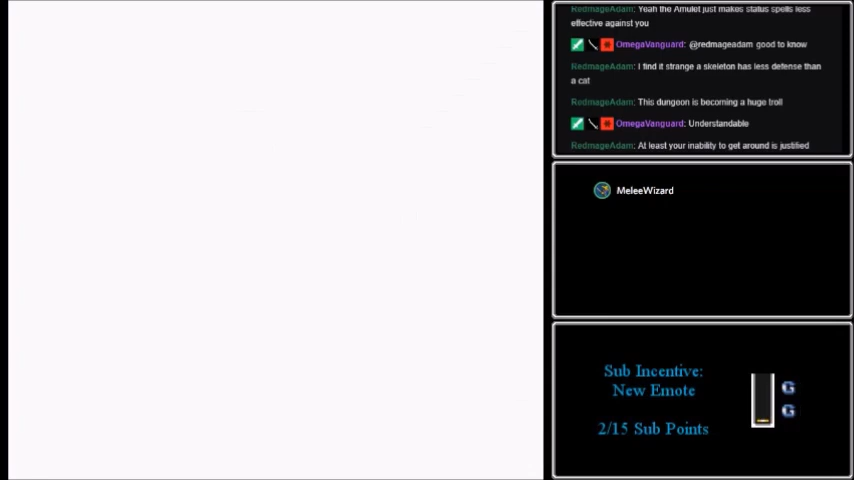 RedmageAdam: Yeah the Amulet just makes status spells less
effective against you
OmegaVanguard: @redmageadam good to know
RedmageAdam: I find it strange a skeleton has less defense than
a cat
RedmageAdam: This dungeon is becoming a huge troll
OmegaVanguard: Understandable
RedmageAdam: At least your inability to get around is justified
MeleeWizard
Sub Incentive:
New Emote
2/15 Sub Points
G
G